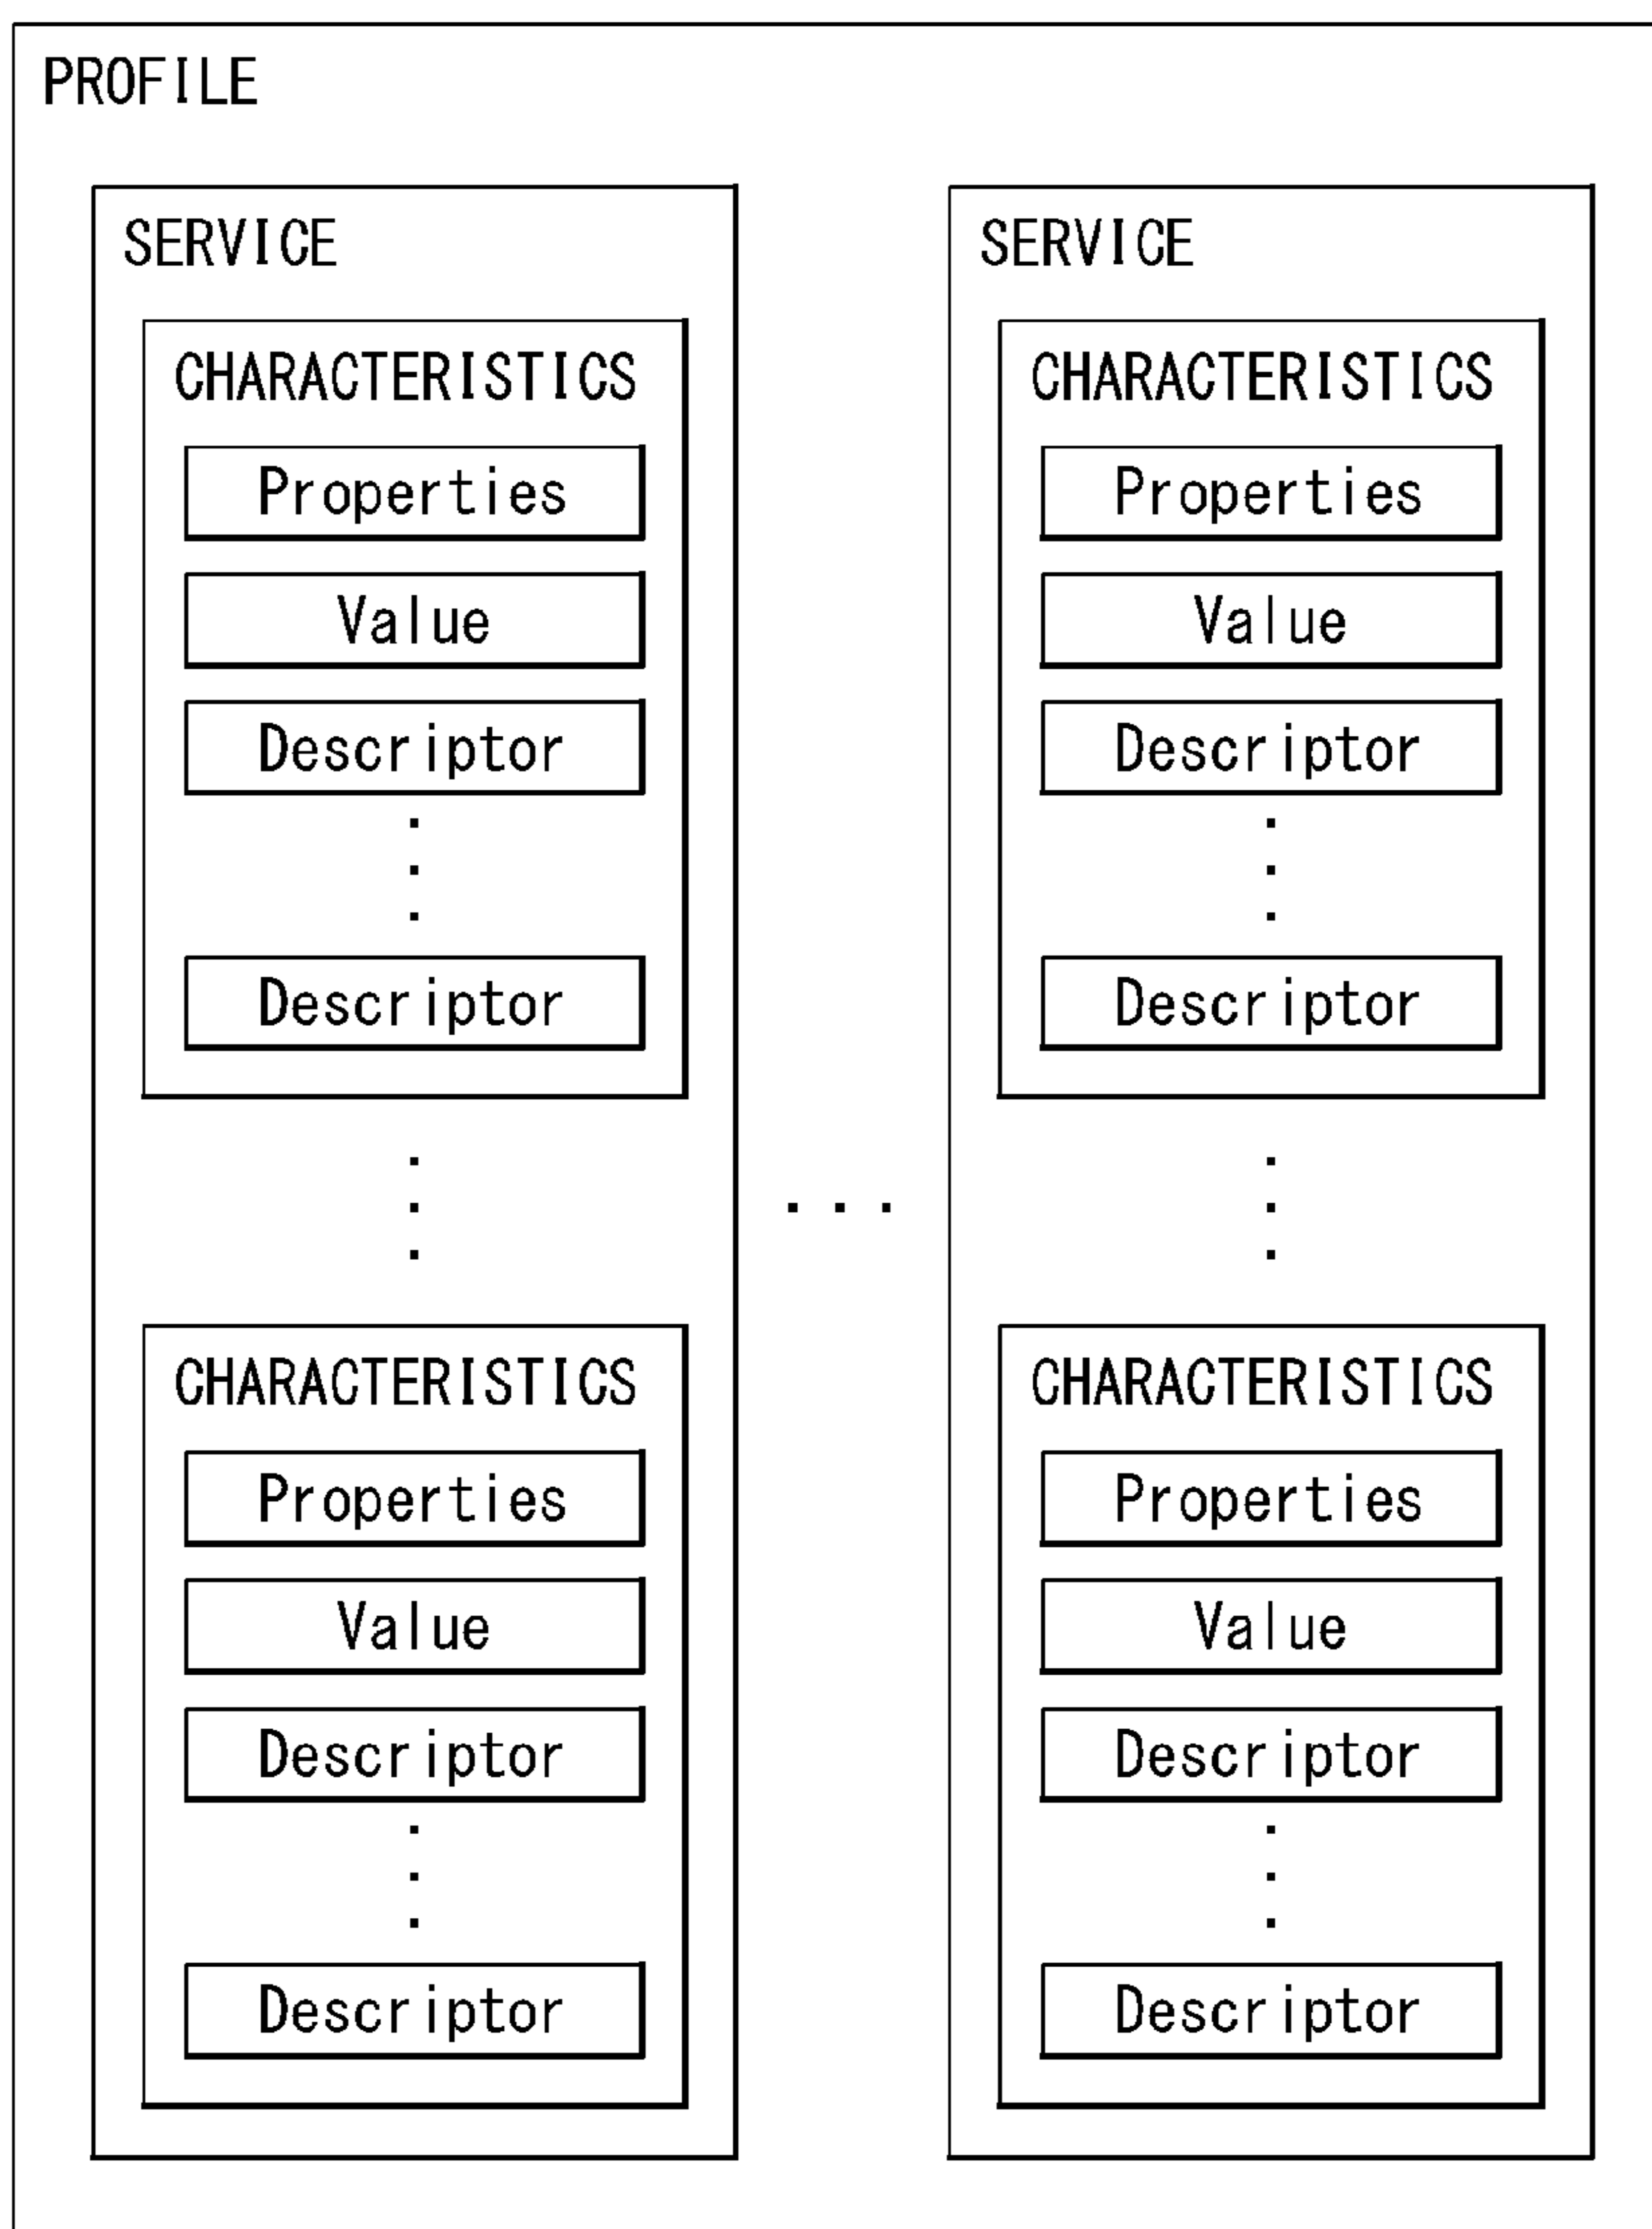 PROFILE
SERVICE
CHARACTERISTICS
Properties
Value
Descriptor
Descriptor
CHARACTERISTICS
Properties
Value
Descriptor
Descriptor
SERVICE
CHARACTERISTICS
Properties
Value
Descriptor
Descriptor
CHARACTERISTICS
Properties
Value
Descriptor
Descriptor